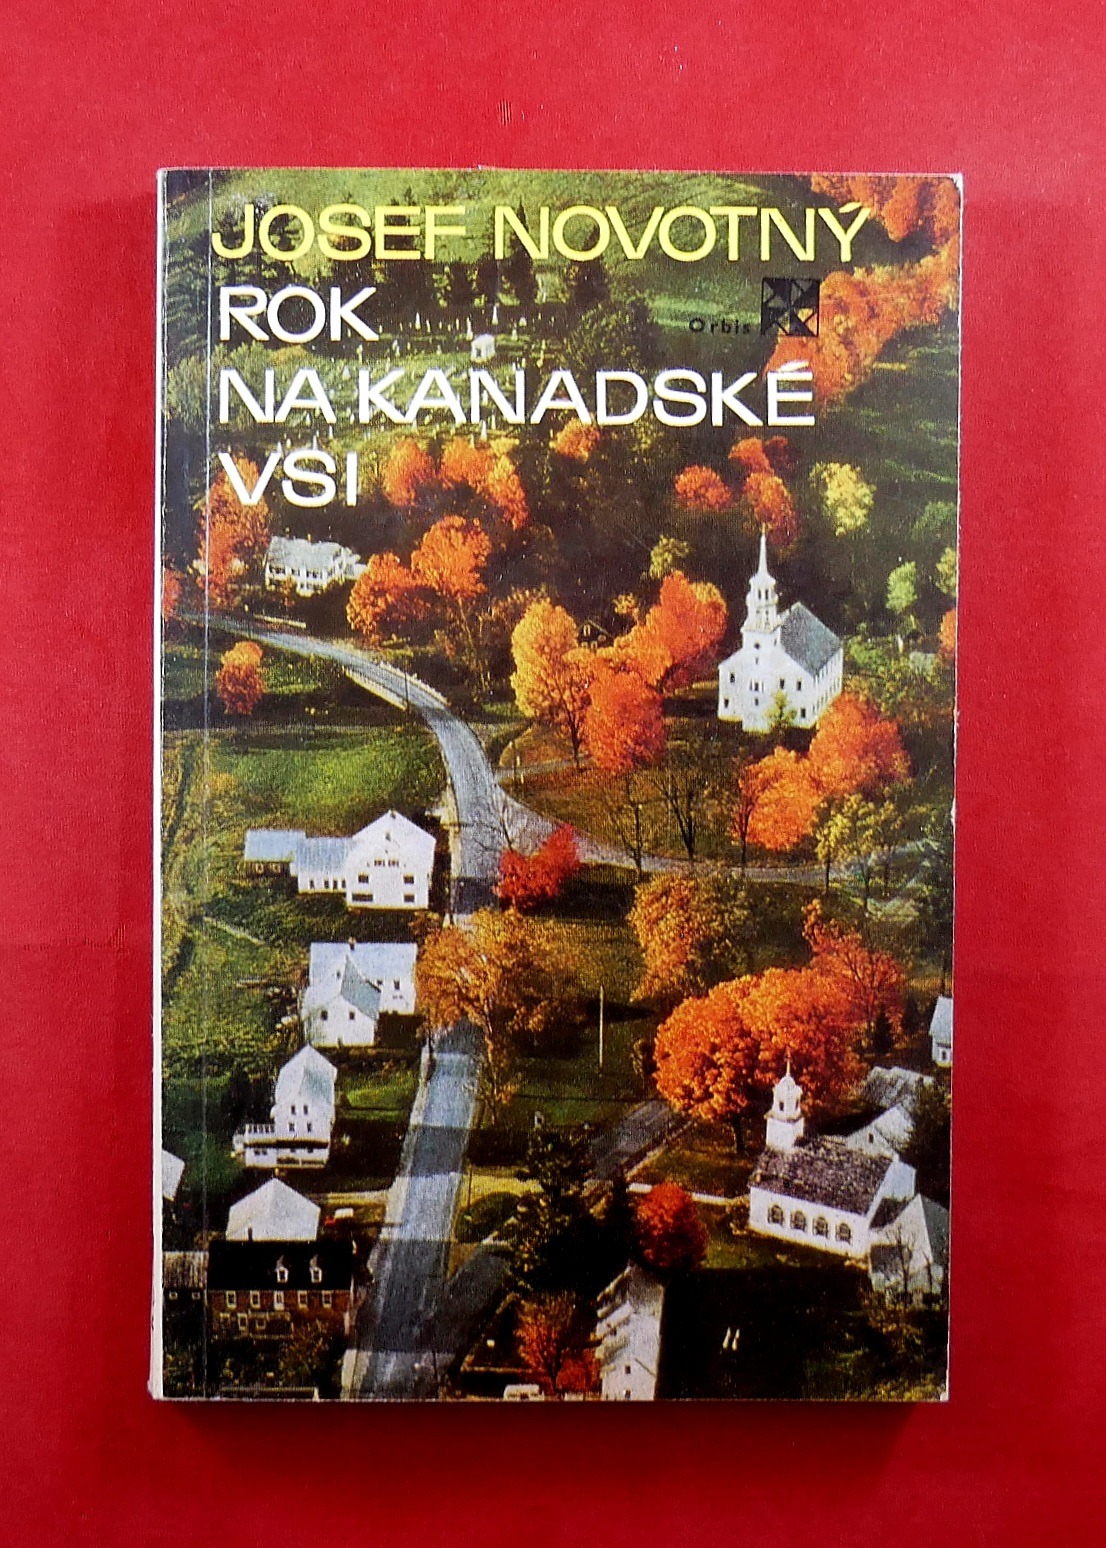 JOSEF NOVOTNÝ
ROK
Orbis
NA KANADSKÉ
VSI